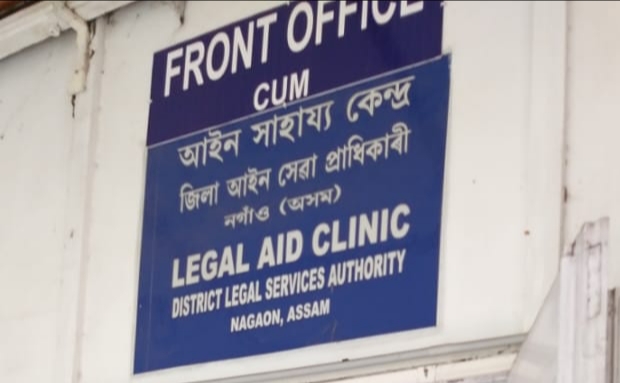 FRONT OFFICE
CUM
আইন সাহায্য কেন্দ্ৰ
জিলা আইন সেৱা প্ৰাধিকাৰী
নগাঁও (অসম)
LEGAL AID CLINIC
DISTRICT LEGAL SERVICES AUTHORITY
NAGAON, ASSAM